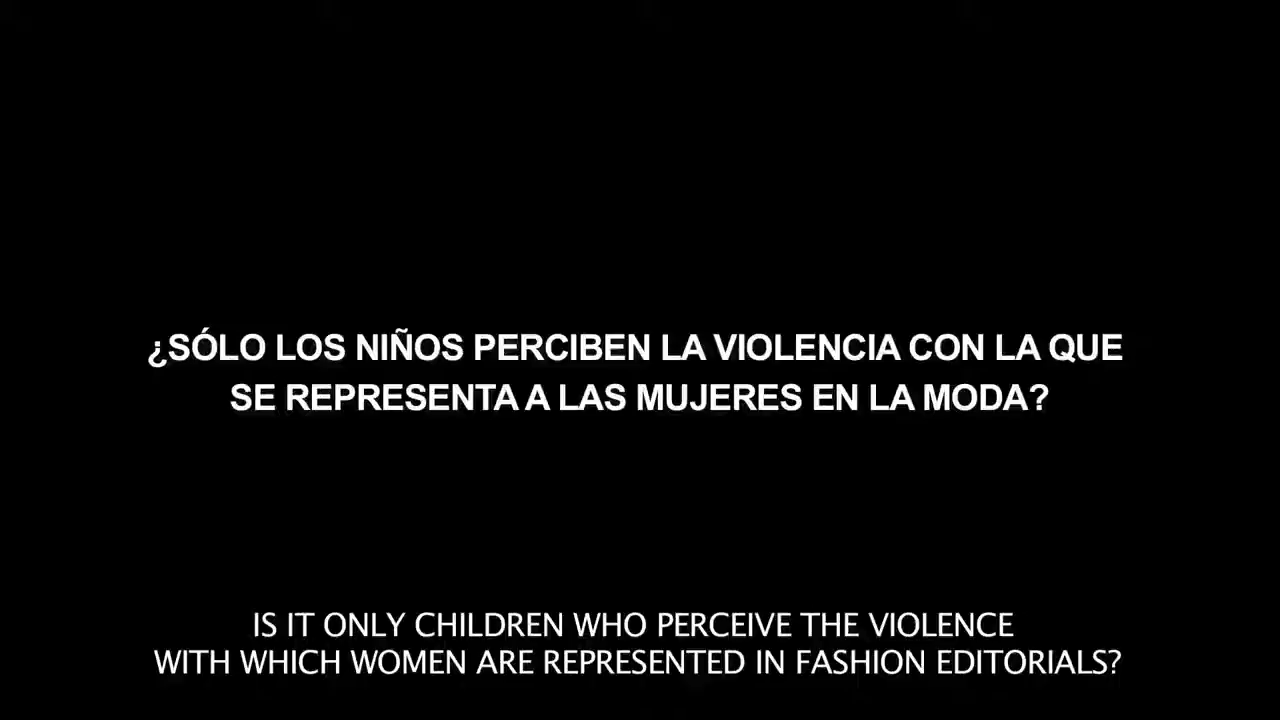 ¿SÓLO LOS NIÑOS PERCIBEN LA VIOLENCIA CON LA QUE
SE REPRESENTA A LAS MUJERES EN LA MODA?
IS IT ONLY CHILDREN WHO PERCEIVE THE VIOLENCE
WITH WHICH WOMEN ARE REPRESENTED IN FASHION EDITORIALS?